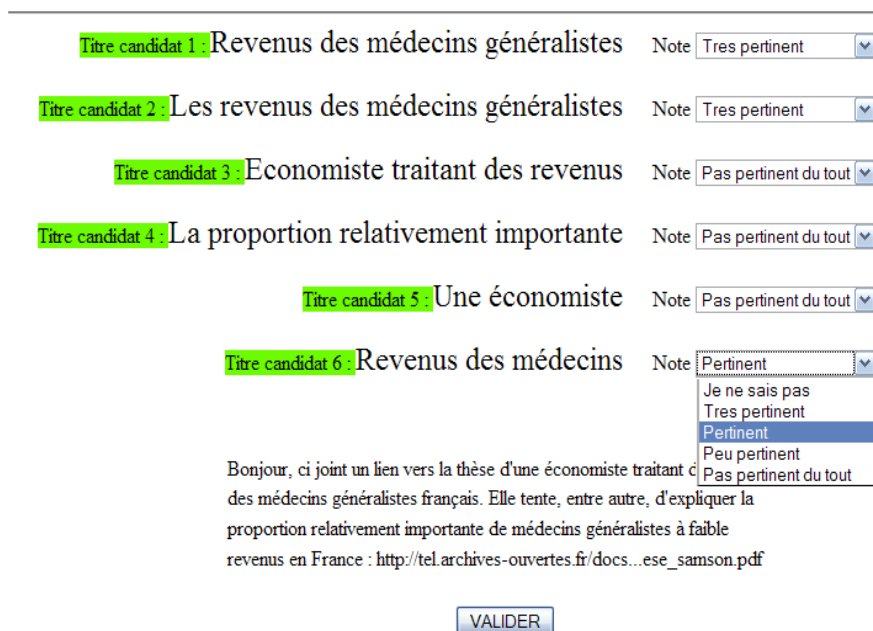 Titre candidat 1 : Revenus des médecins généralistes Note Tres pertinent
Titre candidat 2 : Les revenus des médecins généralistes Note Tres pertinent
Titre candidat 3 : Economiste traitant des revenus Note Pas pertinent du tout
Titre candidat 4 : La proportion relativement importante Note Pas pertinent du tout
Titre candidat 5 : Une économiste Note Pas pertinent du tout
Titre candidat 6 : Revenus des médecins Note Pertinent
Je ne sais pas
Tres pertinent
Pertinent
Peu pertinent
Pas pertinent du tout
Bonjour, ci joint un lien vers la thèse d'une économiste traitant
des médecins généralistes français. Elle tente, entre autre, d'expliquer la
proportion relativement importante de médecins généralistes à faible
revenus en France : http://tel.archives-ouvertes.fr/docs...ese_samson.pdf
VALIDER